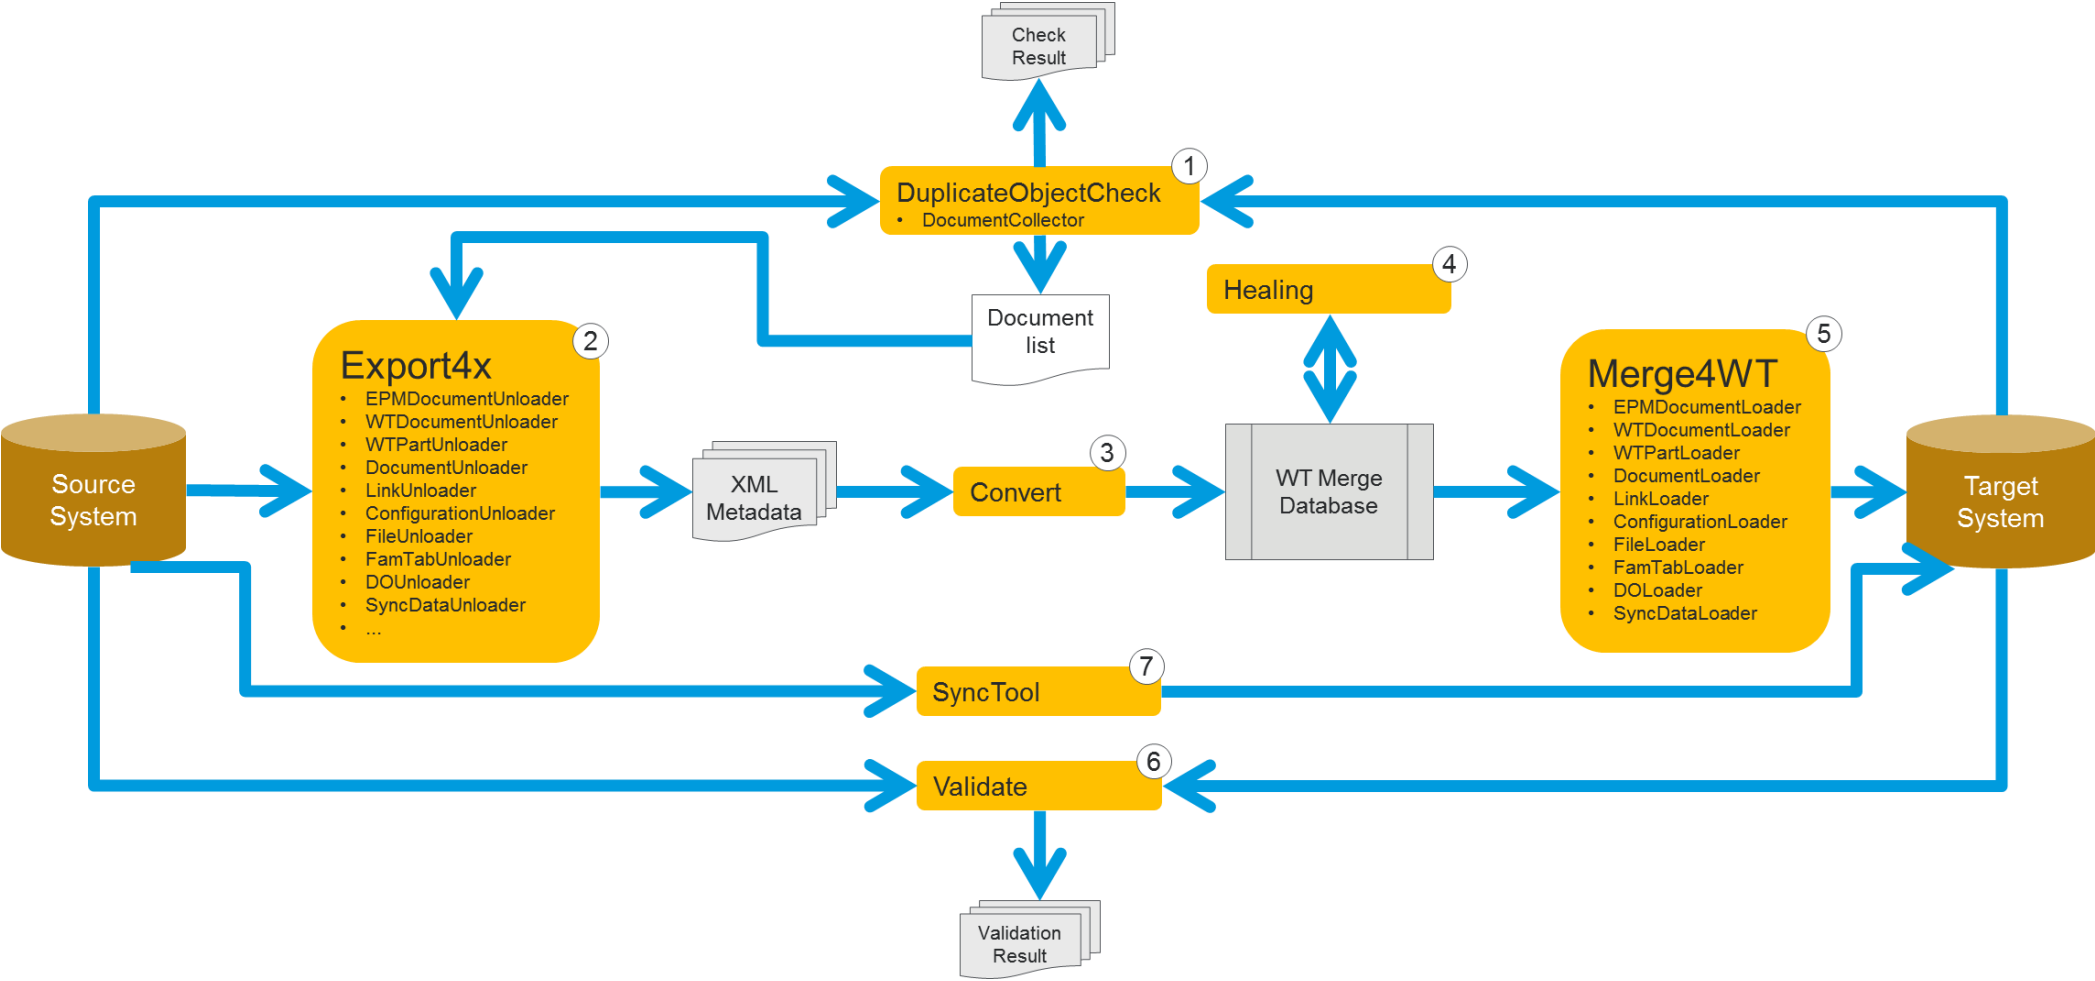 Check
Result
1
DuplicateObjectCheck
• DocumentCollector
Document
list
4
Healing
2
Export4x
• EPMDocumentUnloader
• WTDocumentUnloader
• WTPartUnloader
• DocumentUnloader
• LinkUnloader
• ConfigurationUnloader
• FileUnloader
• FamTabUnloader
• DOUnloader
• SyncDataUnloader
• ...
5
Merge4WT
• EPMDocumentLoader
• WTDocumentLoader
• WTPartLoader
• DocumentLoader
• LinkLoader
• ConfigurationLoader
• FileLoader
• FamTabLoader
• DOLoader
• SyncDataLoader
Source
System
XML
Metadata
3
Convert
WT Merge
Database
Target
System
7
SyncTool
6
Validate
Validation
Result